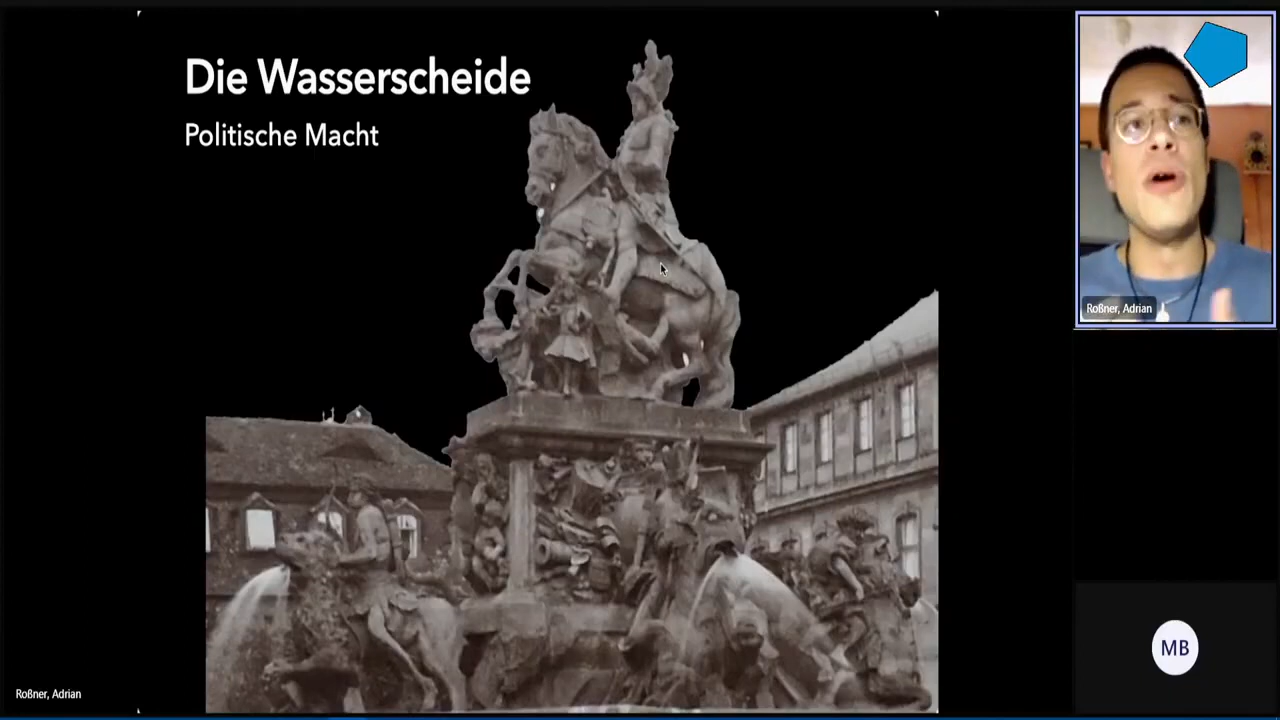 Die Wasserscheide
Politische Macht
Roßner, Adrian
MB
Roßner, Adrian